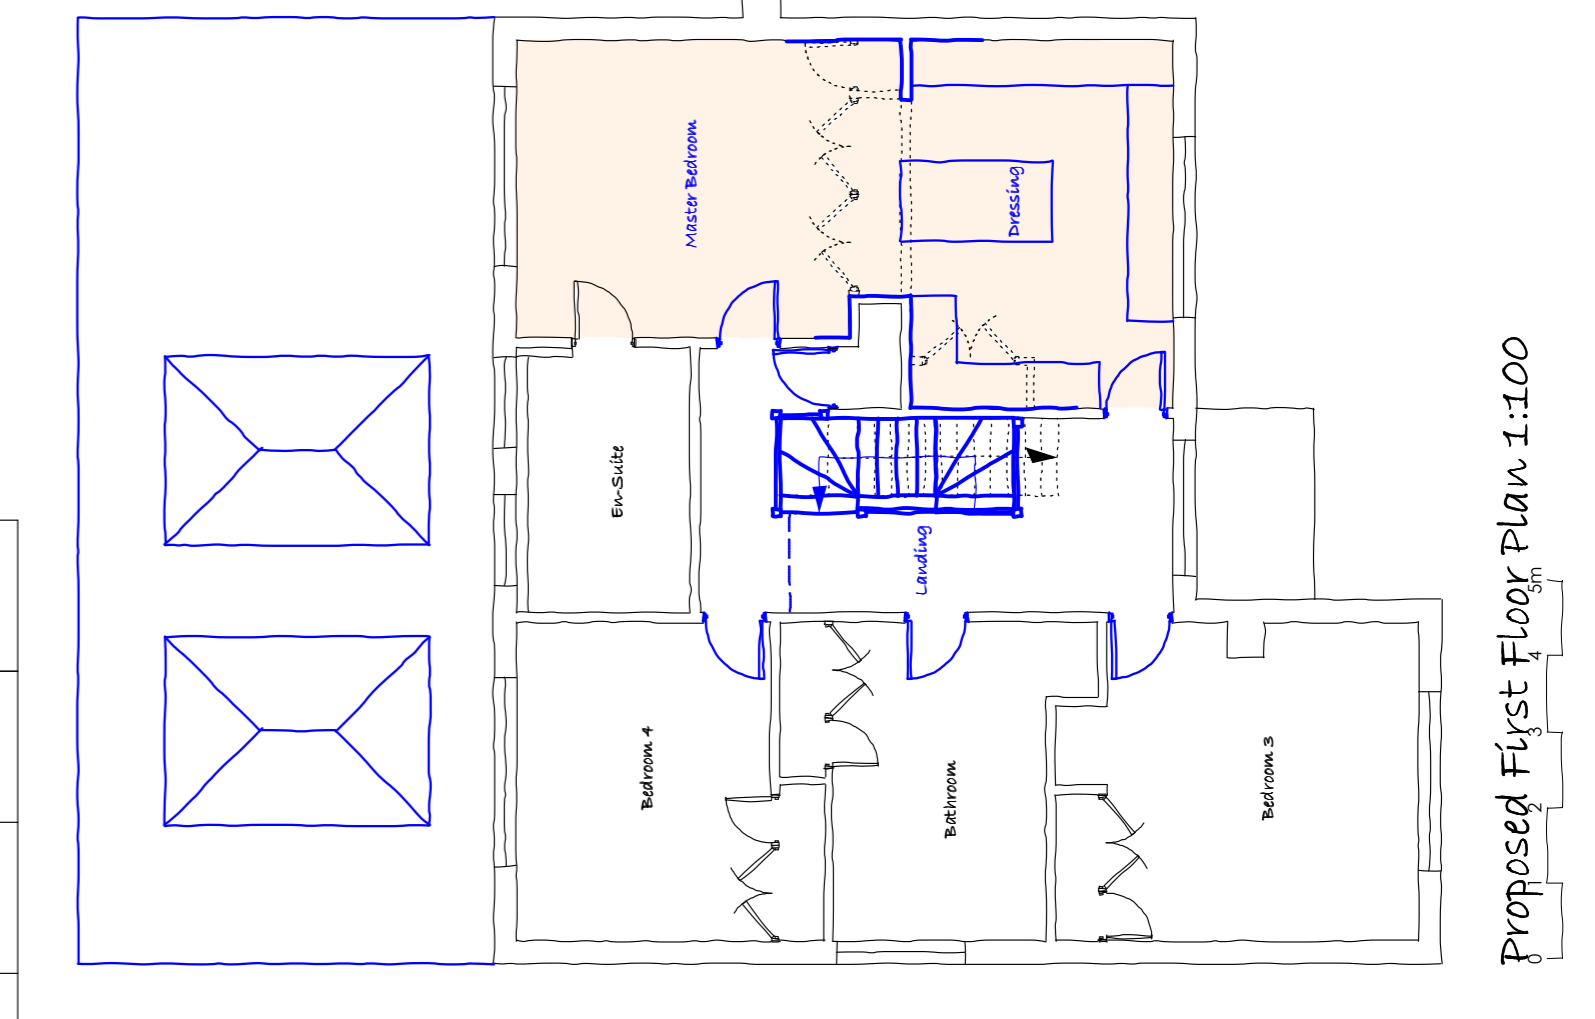 Master Bedroom
Dressing
En-Suite
Landing
Bedroom 4
Bathroom
Bedroom 3
Proposed First Floor Plan 1:100
0 1 2 3 4 5m